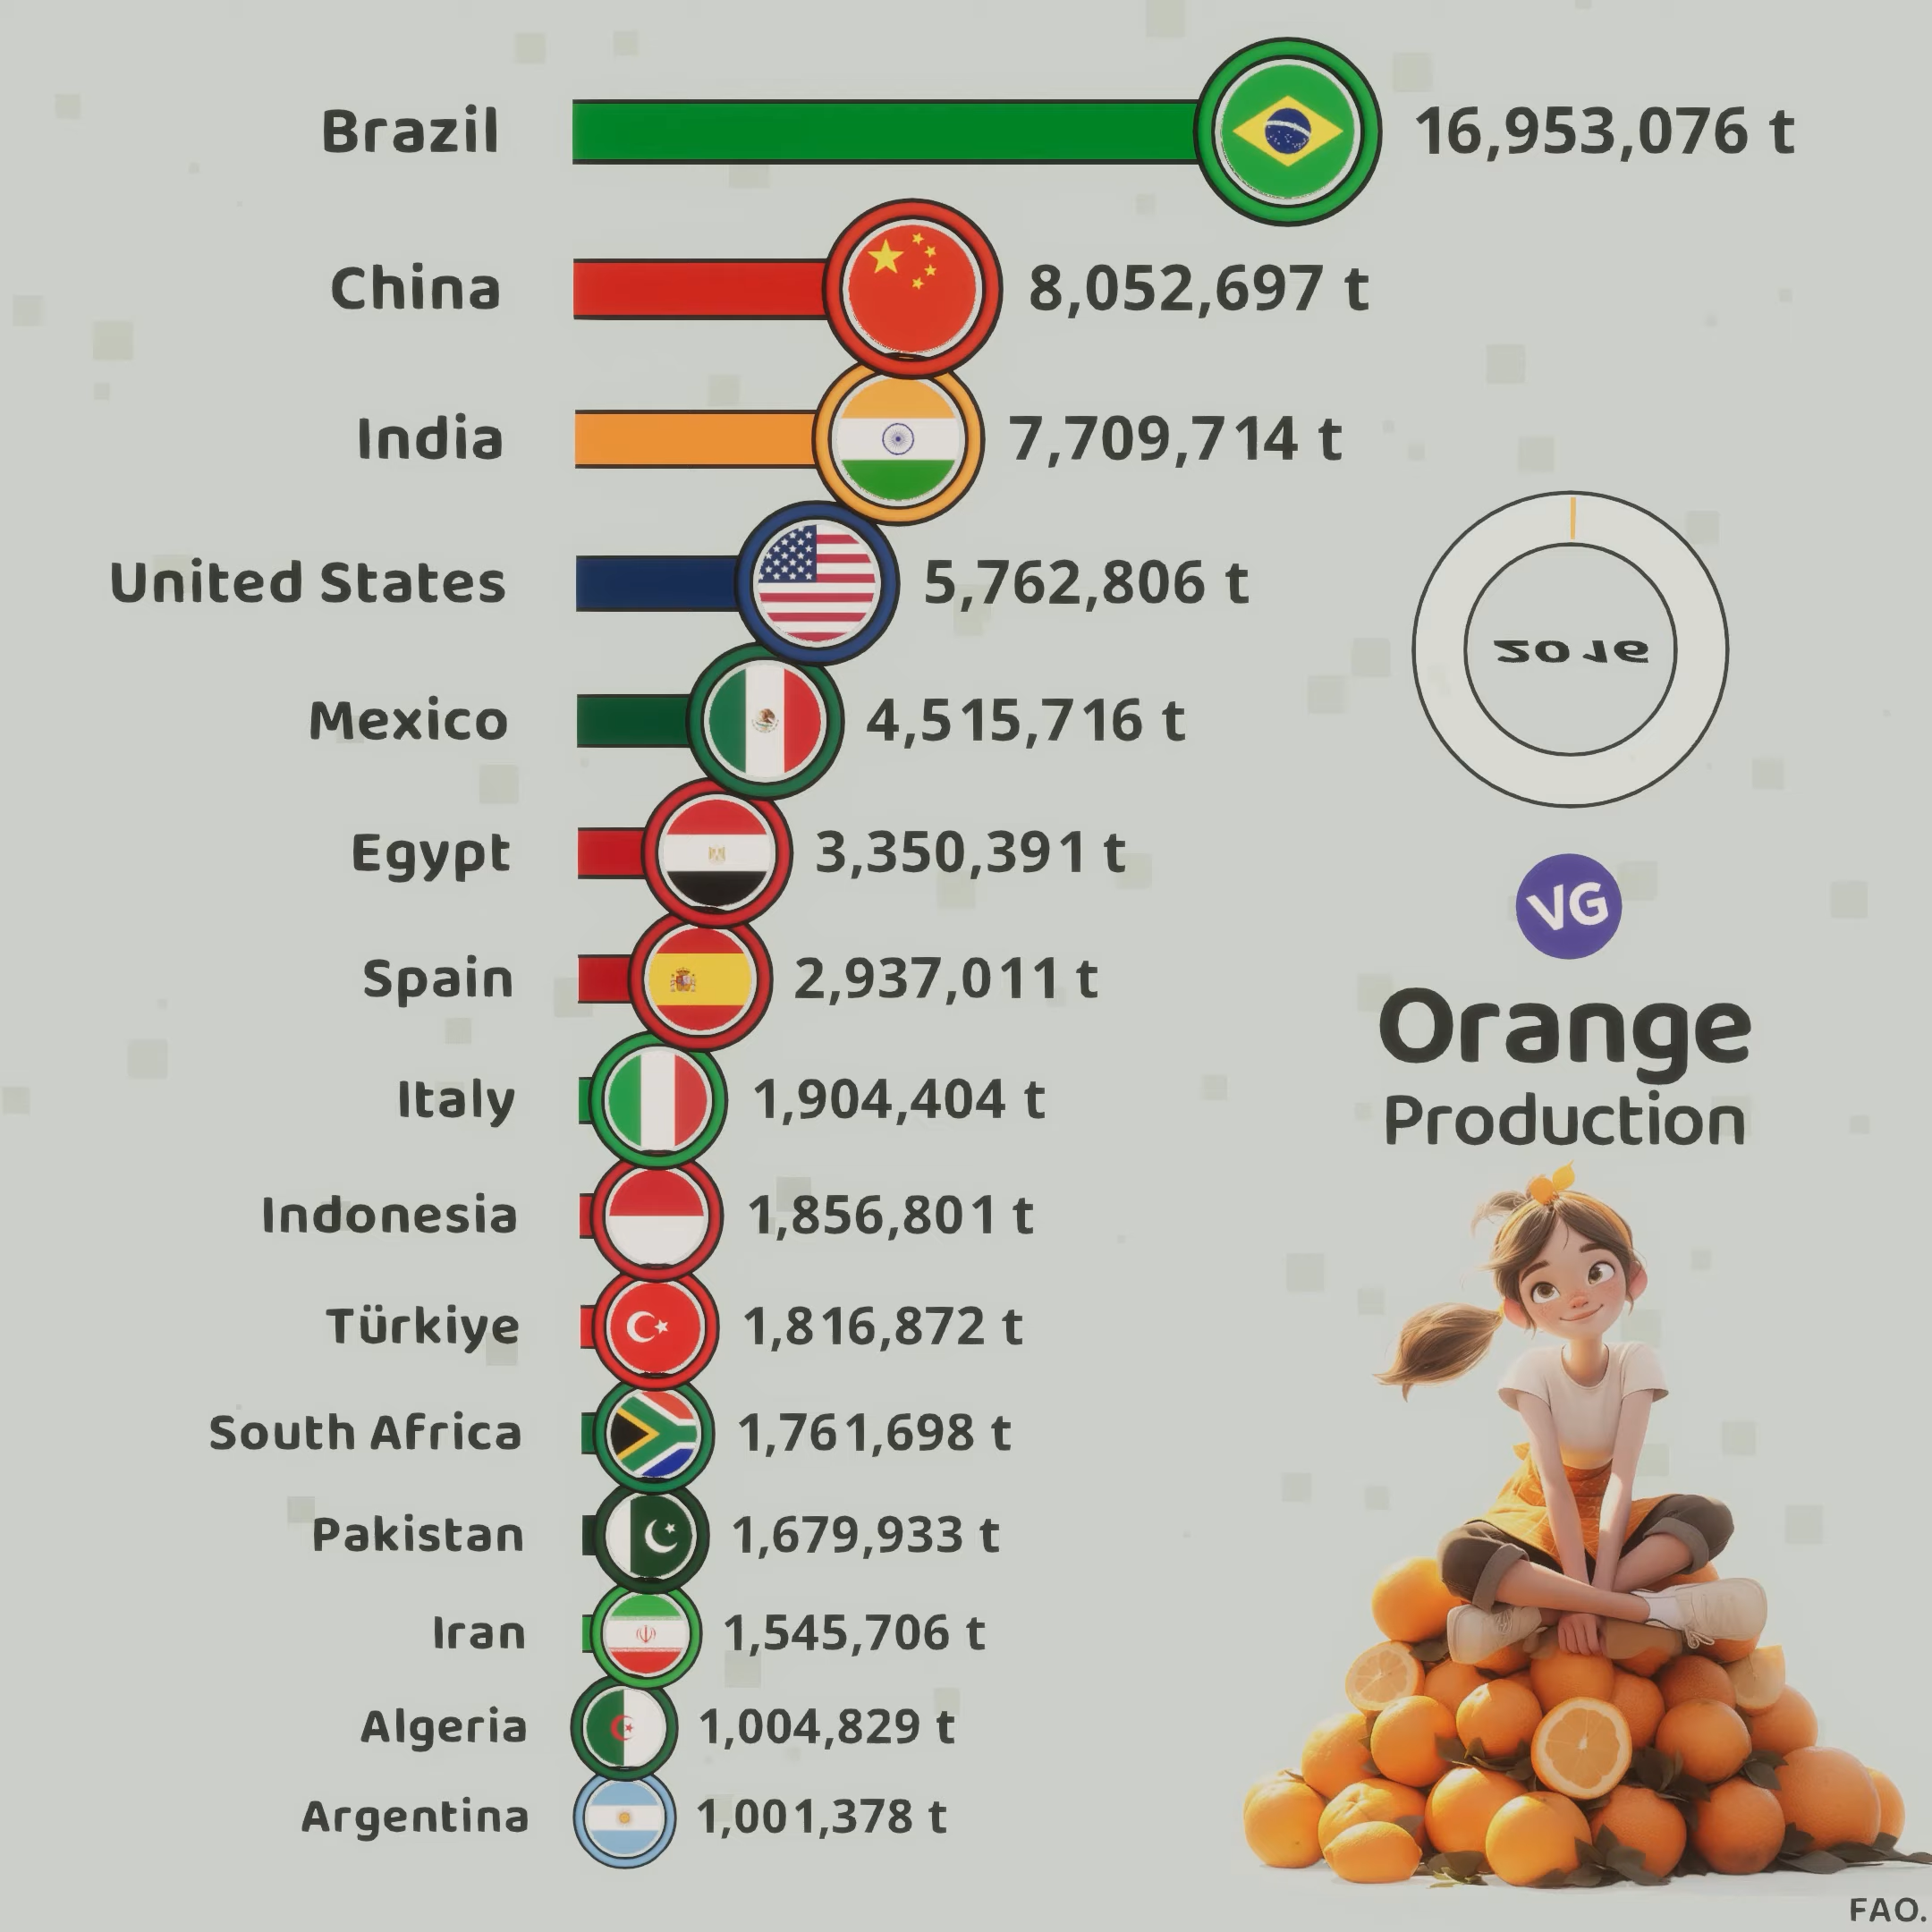 Brazil 16,953,076 t
China 8,052,697 t
India 7,709,714 t
United States 5,762,806 t
Mexico 4,515,716 t
Egypt 3,350,391 t
Spain 2,937,011 t
Italy 1,904,404 t
Indonesia 1,856,801 t
Türkiye 1,816,872 t
South Africa 1,761,698 t
Pakistan 1,679,933 t
Iran 1,545,706 t
Algeria 1,004,829 t
Argentina 1,001,378 t
2016
VG
Orange
Production
FAO.